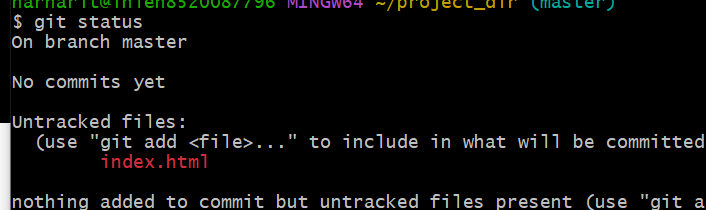 MINGW64 ~/project_dir (master)
$ git status
On branch master
No commits yet
Untracked files:
(use "git add <file>..." to include in what will be committed
index.html
nothing added to commit but untracked files present (use "git a